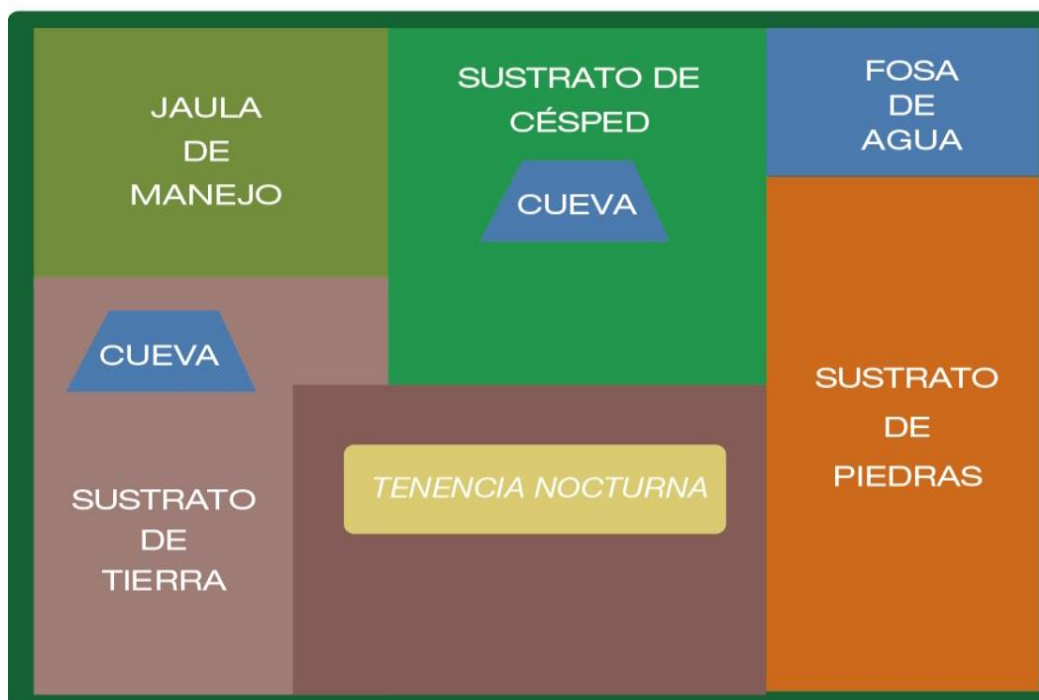 JAULA
DE
MANEJO
SUSTRATO DE
CÉSPED
CUEVA
FOSA
DE
AGUA
CUEVA
SUSTRATO
DE
TIERRA
TENENCIA NOCTURNA
SUSTRATO
DE
PIEDRAS